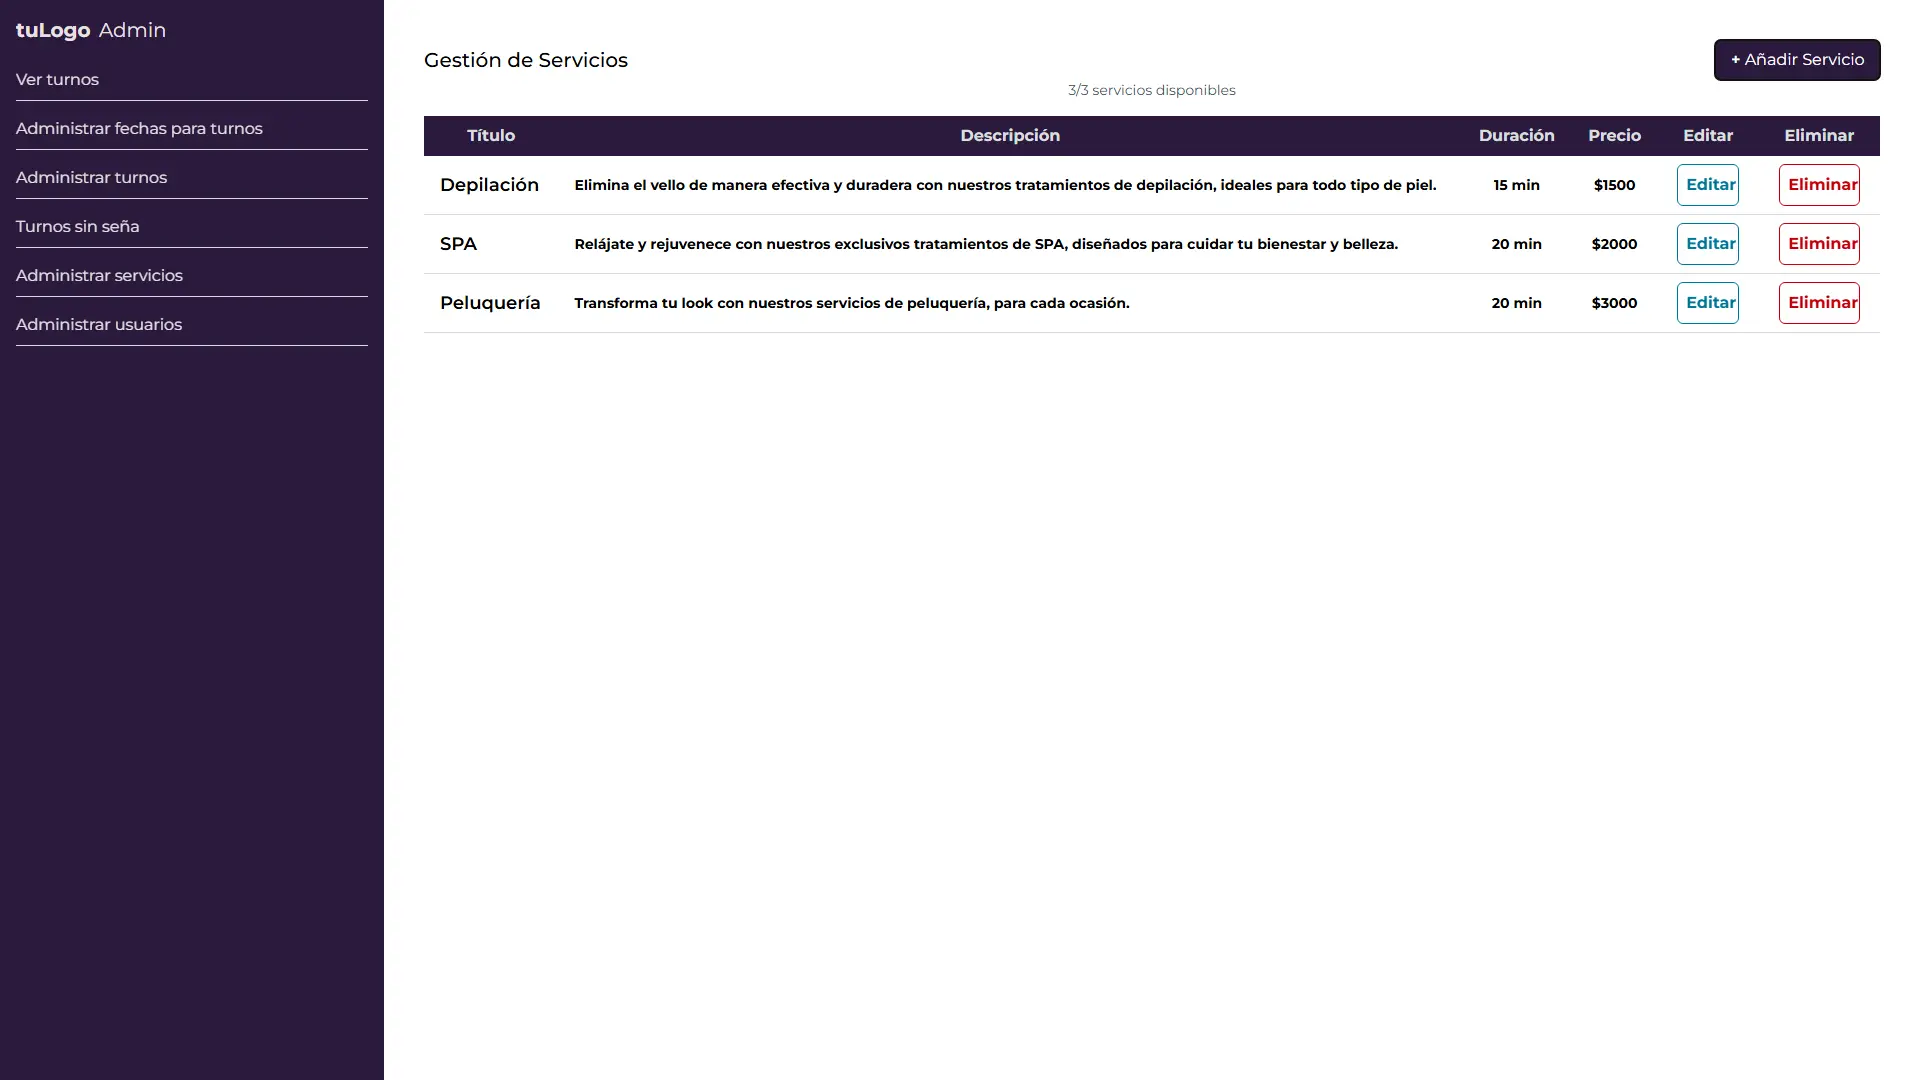 tuLogo Admin
Ver turnos
Administrar fechas para turnos
Administrar turnos
Turnos sin seña
Administrar servicios
Administrar usuarios
Gestión de Servicios
+ Añadir Servicio
3/3 servicios disponibles
Título Descripción Duración Precio Editar Eliminar
Depilación Elimina el vello de manera efectiva y duradera con nuestros tratamientos de depilación, ideales para todo tipo de piel. 15 min $1500 Editar Eliminar
SPA Relájate y rejuvenece con nuestros exclusivos tratamientos de SPA, diseñados para cuidar tu bienestar y belleza. 20 min $2000 Editar Eliminar
Peluquería Transforma tu look con nuestros servicios de peluquería, para cada ocasión. 20 min $3000 Editar Eliminar